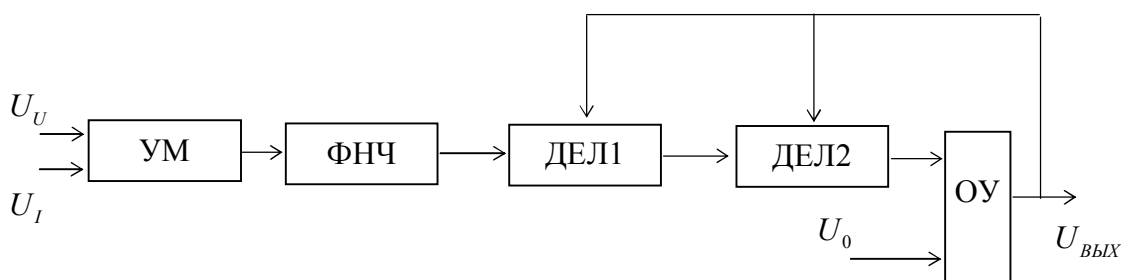 U_U
УМ
ФНЧ
ДЕЛ1
ДЕЛ2
ОУ
U_I
U_0
U_ВЫХ